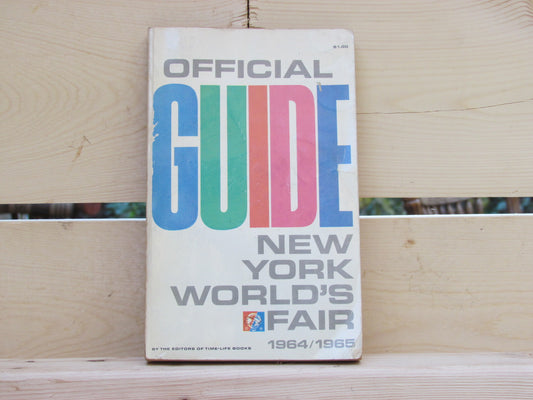 $1.00
OFFICIAL
GUIDE
NEW
YORK
WORLD'S
FAIR
1964/1965
BY THE EDITORS OF TIME-LIFE BOOKS